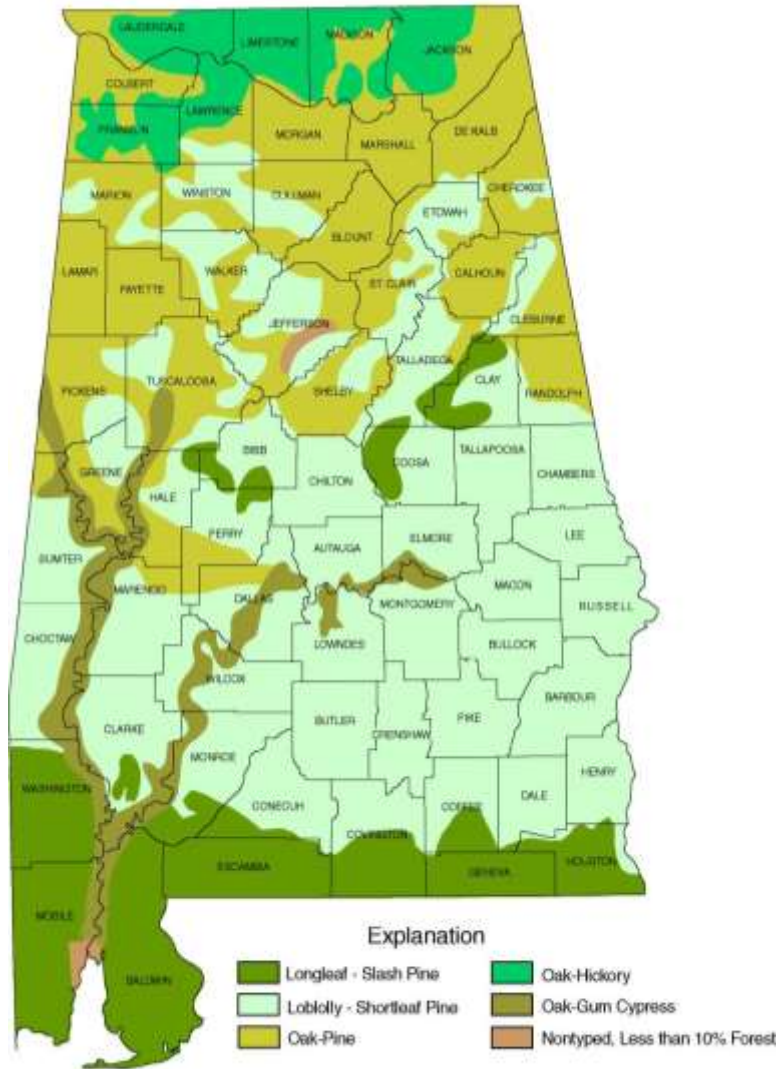 LAUDERDALE
LIMESTONE
MADISON
JACKSON
COLBERT
LAWRENCE
FRANKLIN
MORGAN
MARSHALL
DE KALB
MARION
WINSTON
CULLMAN
CHEROKEE
ETOWAH
BLOUNT
LAMAR
WALKER
FAYETTE
ST. CLAIR
CALHOUN
JEFFERSON
CLEBURNE
TALLADEGA
TUSCALOOSA
PICKENS
SHELBY
CLAY
RANDOLPH
BIBB
GREENE
COOSA
TALLAPOOSA
CHAMBERS
HALE
CHILTON
PERRY
SUMTER
AUTAUGA
ELMORE
LEE
MARENGO
DALLAS
MACON
MONTGOMERY
RUSSELL
CHOCTAW
LOWNDES
BULLOCK
WILCOX
BARBOUR
CLARKE
BUTLER
CRENSHAW
PIKE
MONROE
WASHINGTON
CONECUH
COFFEE
DALE
HENRY
COVINGTON
ESCAMBIA
GENEVA
HOUSTON
MOBILE
BALDWIN
Explanation
Longleaf - Slash Pine
Oak-Hickory
Loblolly - Shortleaf Pine
Oak-Gum Cypress
Oak-Pine
Nontyped, Less than 10% Forest